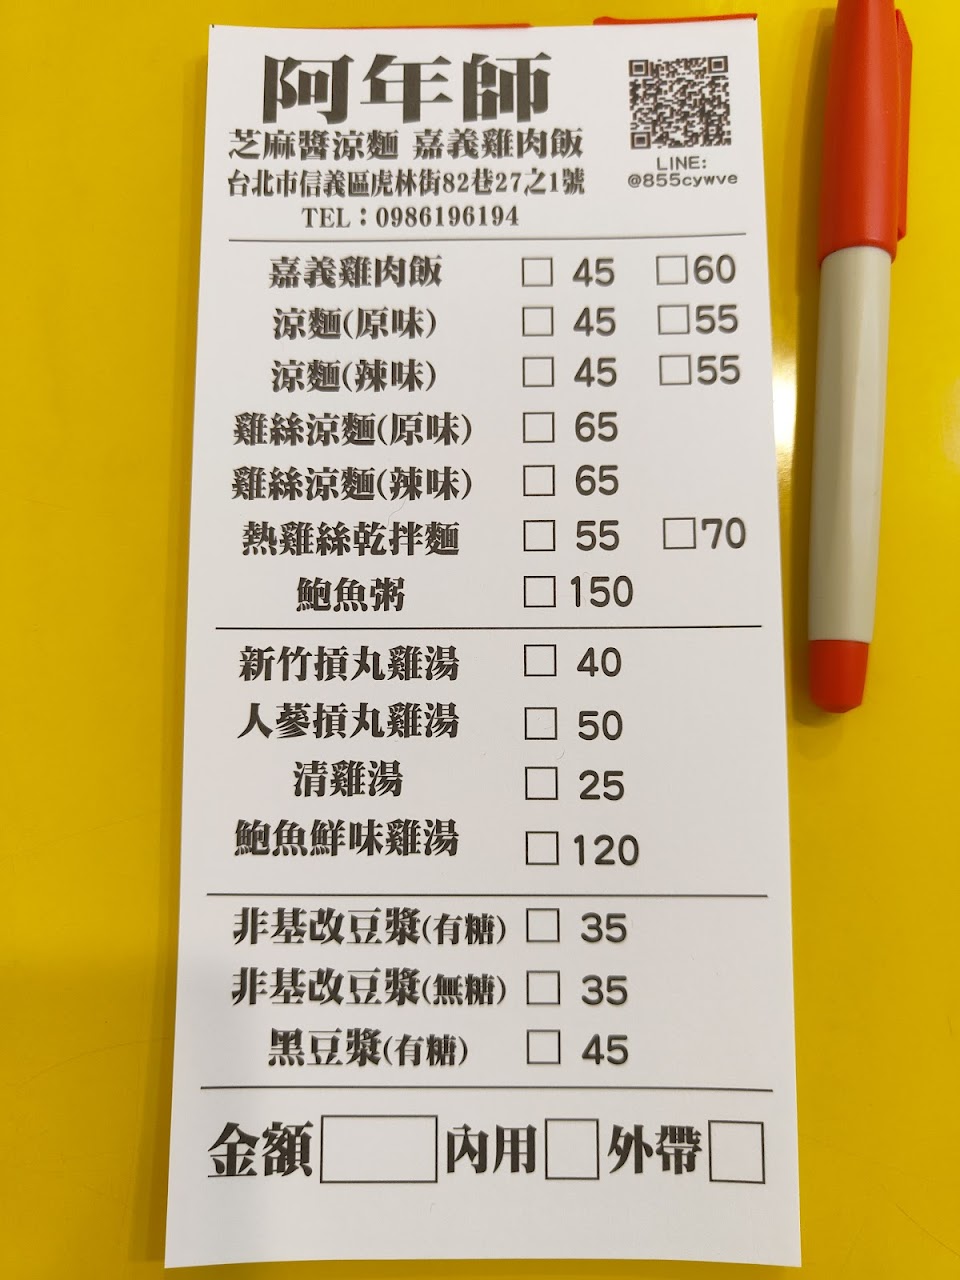 阿年師
芝麻醬涼麵 嘉義雞肉飯
台北市信義區虎林街82巷27之1號
TEL：0986196194
LINE:
@855cywve
嘉義雞肉飯 □ 45 □60
涼麵(原味) □ 45 □55
涼麵(辣味) □ 45 □55
雞絲涼麵(原味) □ 65
雞絲涼麵(辣味) □ 65
熱雞絲乾拌麵 □ 55 □70
鮑魚粥 □ 150
新竹摃丸雞湯 □ 40
人蔘摃丸雞湯 □ 50
清雞湯 □ 25
鮑魚鮮味雞湯 □ 120
非基改豆漿(有糖) □ 35
非基改豆漿(無糖) □ 35
黑豆漿(有糖) □ 45
金額□ 內用□ 外帶□